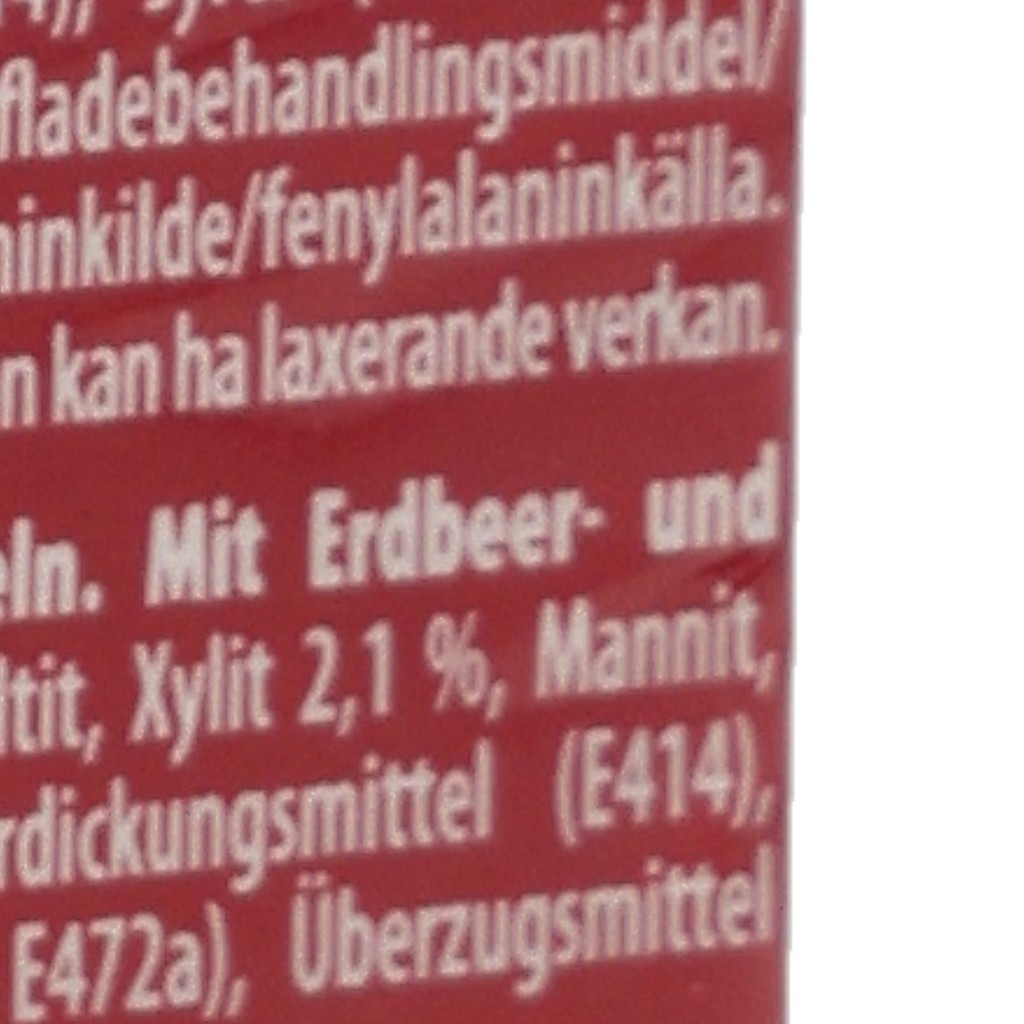 fladebehandlingsmiddel/
ninkilde/fenylalaninkälla.
n kan ha laxerande verkan.
eln. Mit Erdbeer- und
ltit, Xylit 2,1 %, Mannit,
rdickungsmittel (E414),
E472a), Überzugsmittel